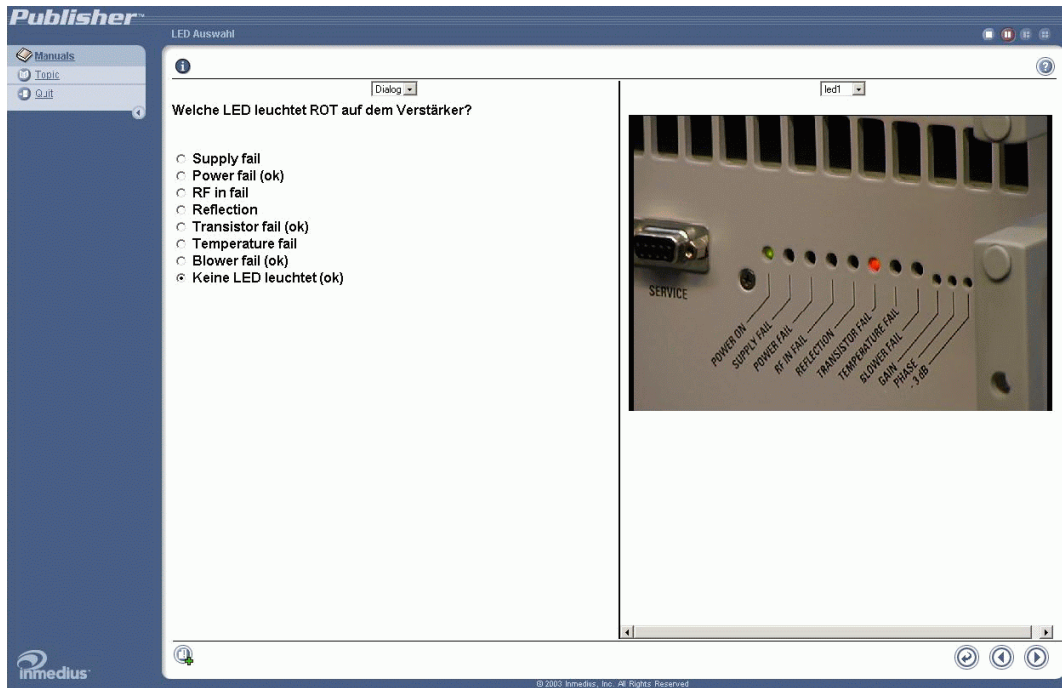 Publisher™
LED Auswahl
Manuals
Topic
Quit
Dialog
led1
Welche LED leuchtet ROT auf dem Verstärker?
Supply fail
Power fail (ok)
RF in fail
Reflection
Transistor fail (ok)
Temperature fail
Blower fail (ok)
Keine LED leuchtet (ok)
SERVICE
POWER ON
SUPPLY FAIL
POWER FAIL
RF IN FAIL
REFLECTION
TRANSISTOR FAIL
TEMPERATURE FAIL
BLOWER FAIL
GAIN
PHASE
- 3 dB
inmedius
© 2003 Inmedius, Inc. All Rights Reserved